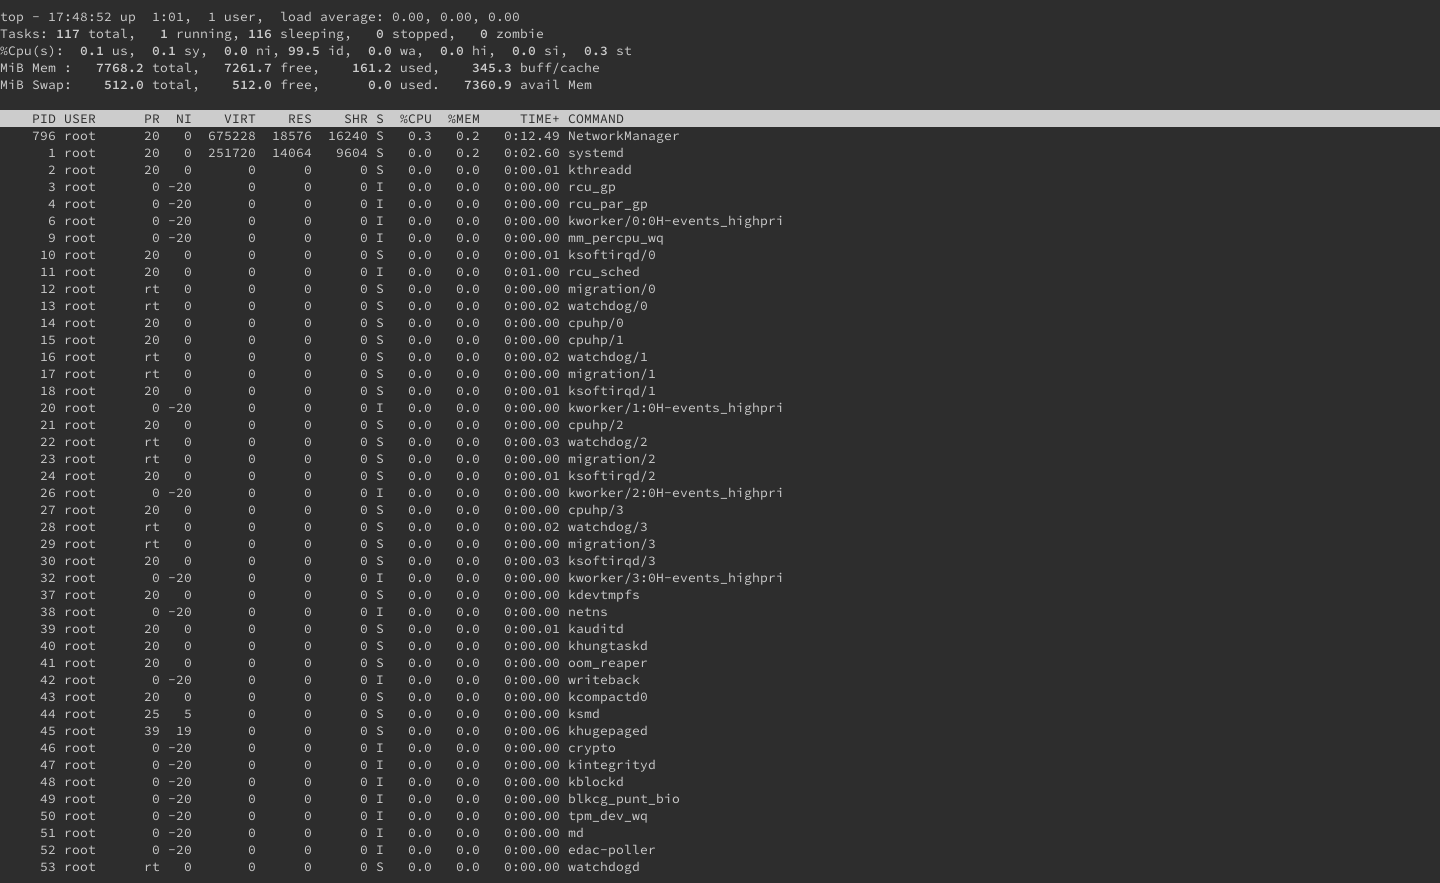 top - 17:48:52 up  1:01,  1 user,  load average: 0.00, 0.00, 0.00
Tasks: 117 total,   1 running, 116 sleeping,   0 stopped,   0 zombie
%Cpu(s):  0.1 us,  0.1 sy,  0.0 ni, 99.5 id,  0.0 wa,  0.0 hi,  0.0 si,  0.3 st
MiB Mem :   7768.2 total,   7261.7 free,    161.2 used,    345.3 buff/cache
MiB Swap:    512.0 total,    512.0 free,      0.0 used.   7360.9 avail Mem
PID USER      PR  NI    VIRT    RES    SHR S  %CPU  %MEM     TIME+ COMMAND
796 root      20   0  675228  18576  16240 S   0.3   0.2   0:12.49 NetworkManager
1 root      20   0  251720  14064   9604 S   0.0   0.2   0:02.60 systemd
2 root      20   0       0      0      0 S   0.0   0.0   0:00.01 kthreadd
3 root       0 -20       0      0      0 I   0.0   0.0   0:00.00 rcu_gp
4 root       0 -20       0      0      0 I   0.0   0.0   0:00.00 rcu_par_gp
6 root       0 -20       0      0      0 I   0.0   0.0   0:00.00 kworker/0:0H-events_highpri
9 root       0 -20       0      0      0 I   0.0   0.0   0:00.00 mm_percpu_wq
10 root      20   0       0      0      0 S   0.0   0.0   0:00.01 ksoftirqd/0
11 root      20   0       0      0      0 I   0.0   0.0   0:01.00 rcu_sched
12 root      rt   0       0      0      0 S   0.0   0.0   0:00.00 migration/0
13 root      rt   0       0      0      0 S   0.0   0.0   0:00.02 watchdog/0
14 root      20   0       0      0      0 S   0.0   0.0   0:00.00 cpuhp/0
15 root      20   0       0      0      0 S   0.0   0.0   0:00.00 cpuhp/1
16 root      rt   0       0      0      0 S   0.0   0.0   0:00.02 watchdog/1
17 root      rt   0       0      0      0 S   0.0   0.0   0:00.00 migration/1
18 root      20   0       0      0      0 S   0.0   0.0   0:00.01 ksoftirqd/1
20 root       0 -20       0      0      0 I   0.0   0.0   0:00.00 kworker/1:0H-events_highpri
21 root      20   0       0      0      0 S   0.0   0.0   0:00.00 cpuhp/2
22 root      rt   0       0      0      0 S   0.0   0.0   0:00.03 watchdog/2
23 root      rt   0       0      0      0 S   0.0   0.0   0:00.00 migration/2
24 root      20   0       0      0      0 S   0.0   0.0   0:00.01 ksoftirqd/2
26 root       0 -20       0      0      0 I   0.0   0.0   0:00.00 kworker/2:0H-events_highpri
27 root      20   0       0      0      0 S   0.0   0.0   0:00.00 cpuhp/3
28 root      rt   0       0      0      0 S   0.0   0.0   0:00.02 watchdog/3
29 root      rt   0       0      0      0 S   0.0   0.0   0:00.00 migration/3
30 root      20   0       0      0      0 S   0.0   0.0   0:00.03 ksoftirqd/3
32 root       0 -20       0      0      0 I   0.0   0.0   0:00.00 kworker/3:0H-events_highpri
37 root      20   0       0      0      0 S   0.0   0.0   0:00.00 kdevtmpfs
38 root       0 -20       0      0      0 I   0.0   0.0   0:00.00 netns
39 root      20   0       0      0      0 S   0.0   0.0   0:00.01 kauditd
40 root      20   0       0      0      0 S   0.0   0.0   0:00.00 khungtaskd
41 root      20   0       0      0      0 S   0.0   0.0   0:00.00 oom_reaper
42 root       0 -20       0      0      0 I   0.0   0.0   0:00.00 writeback
43 root      20   0       0      0      0 S   0.0   0.0   0:00.00 kcompactd0
44 root      25   5       0      0      0 S   0.0   0.0   0:00.00 ksmd
45 root      39  19       0      0      0 S   0.0   0.0   0:00.06 khugepaged
46 root       0 -20       0      0      0 I   0.0   0.0   0:00.00 crypto
47 root       0 -20       0      0      0 I   0.0   0.0   0:00.00 kintegrityd
48 root       0 -20       0      0      0 I   0.0   0.0   0:00.00 kblockd
49 root       0 -20       0      0      0 I   0.0   0.0   0:00.00 blkcg_punt_bio
50 root       0 -20       0      0      0 I   0.0   0.0   0:00.00 tpm_dev_wq
51 root       0 -20       0      0      0 I   0.0   0.0   0:00.00 md
52 root       0 -20       0      0      0 I   0.0   0.0   0:00.00 edac-poller
53 root      rt   0       0      0      0 S   0.0   0.0   0:00.00 watchdogd